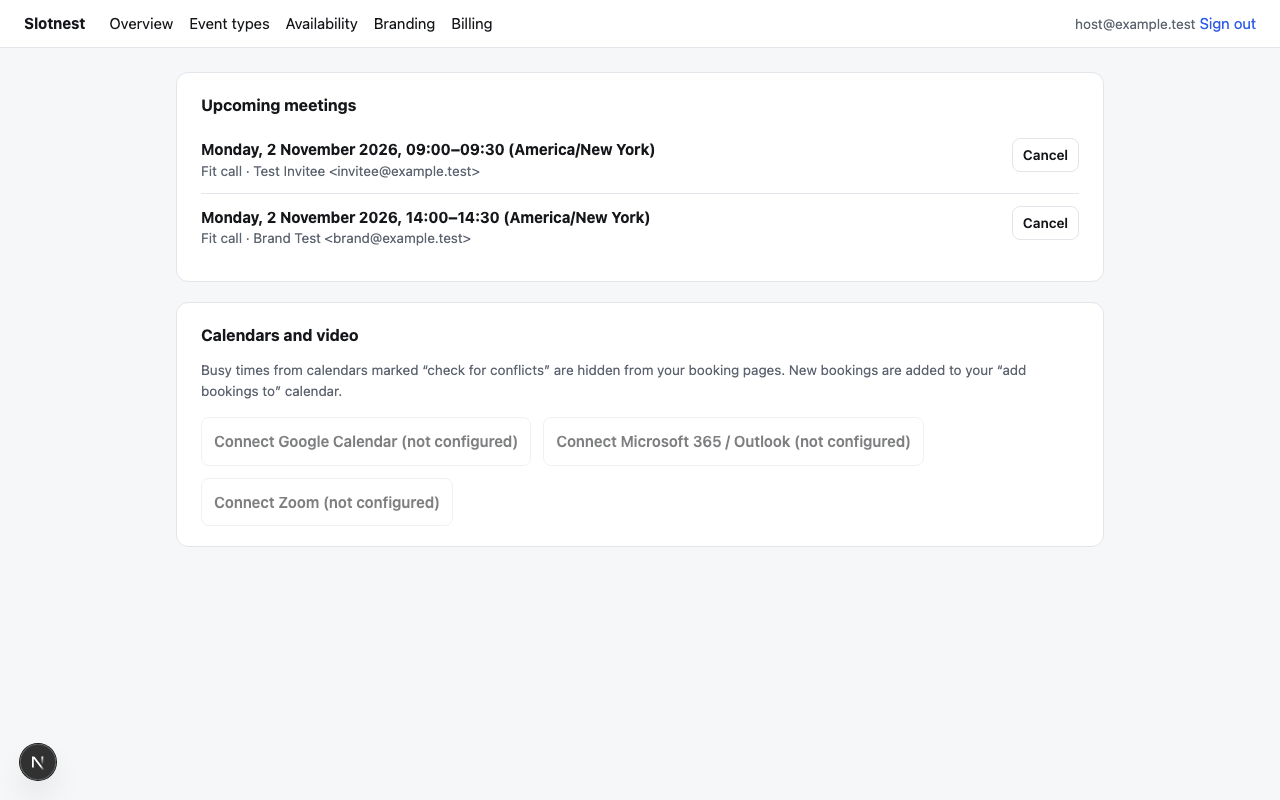 Slotnest Overview Event types Availability Branding Billing host@example.test Sign out
Upcoming meetings
Monday, 2 November 2026, 09:00–09:30 (America/New York)
Cancel
Fit call · Test Invitee <invitee@example.test>
Monday, 2 November 2026, 14:00–14:30 (America/New York)
Cancel
Fit call · Brand Test <brand@example.test>
Calendars and video
Busy times from calendars marked “check for conflicts” are hidden from your booking pages. New bookings are added to your “add
bookings to” calendar.
Connect Google Calendar (not configured) Connect Microsoft 365 / Outlook (not configured)
Connect Zoom (not configured)
N